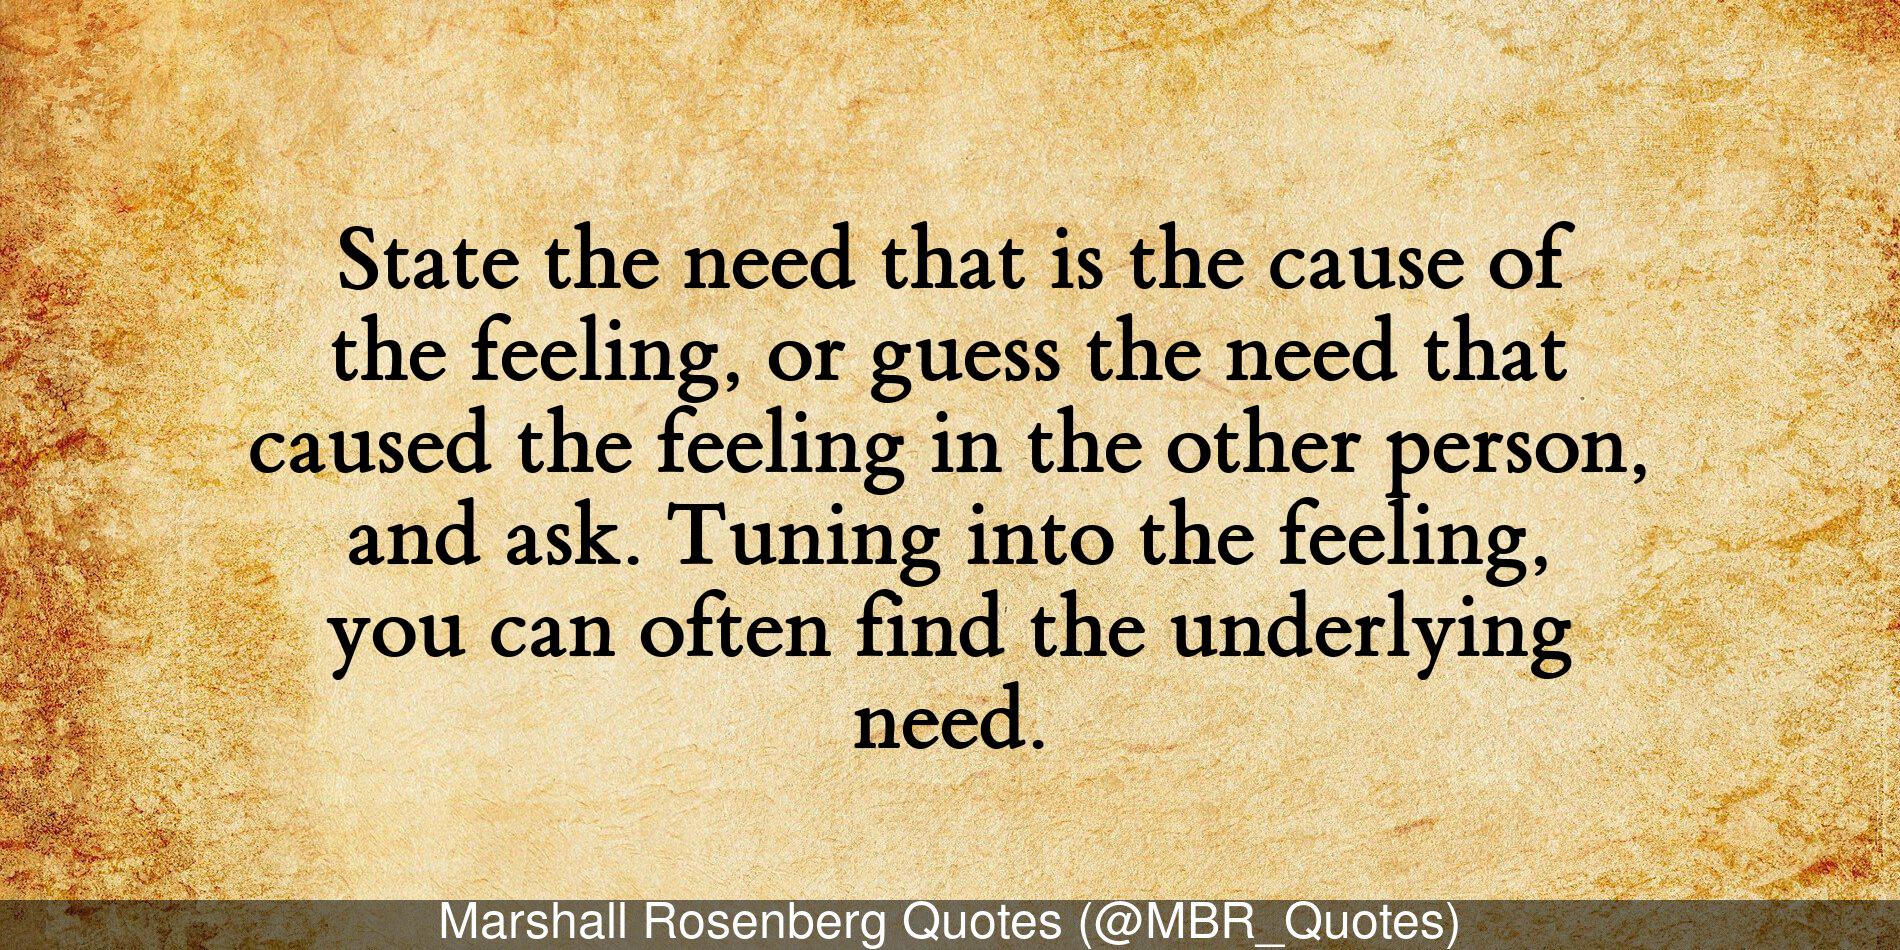 State the need that is the cause of
the feeling, or guess the need that
caused the feeling in the other person,
and ask. Tuning into the feeling,
you can often find the underlying
need.
Marshall Rosenberg Quotes (@MBR_Quotes)